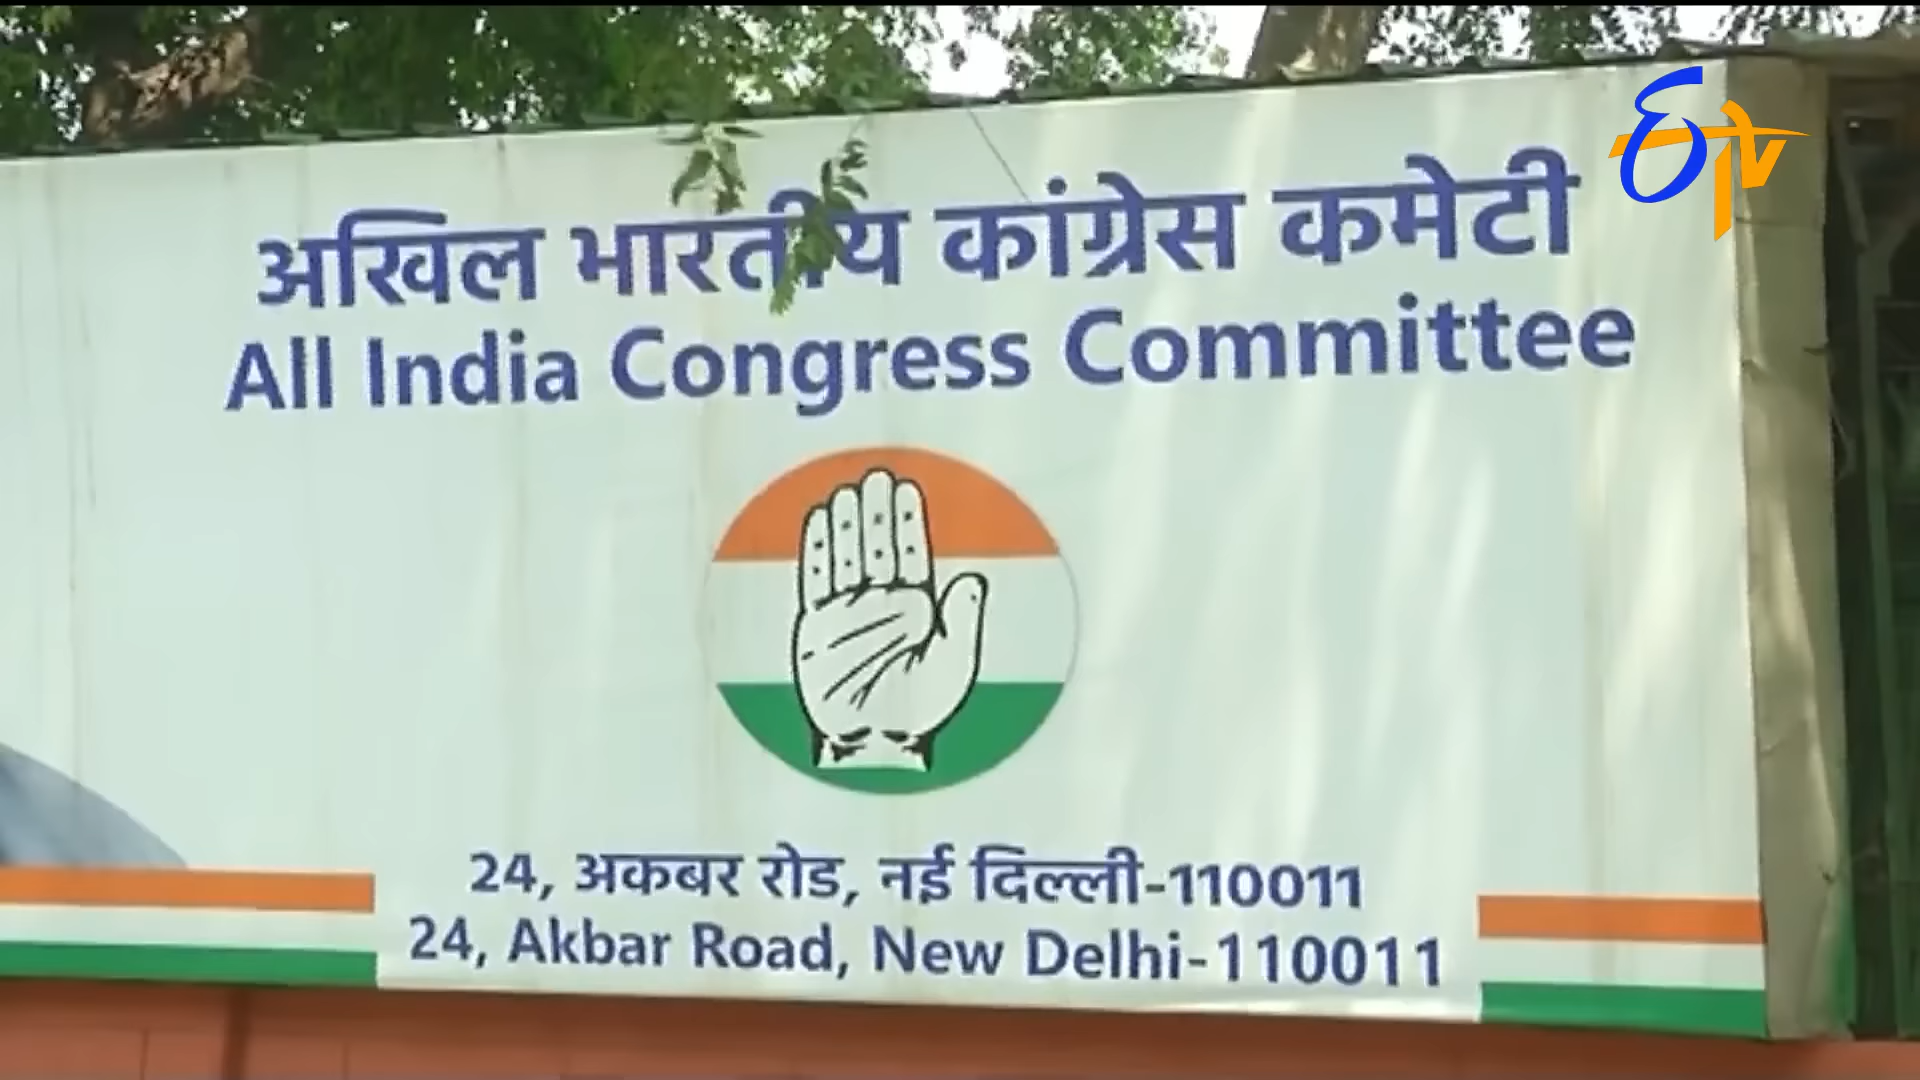 ETV
अखिल भारतीय कांग्रेस कमेटी
All India Congress Committee
24, अकबर रोड, नई दिल्ली-110011
24, Akbar Road, New Delhi-110011